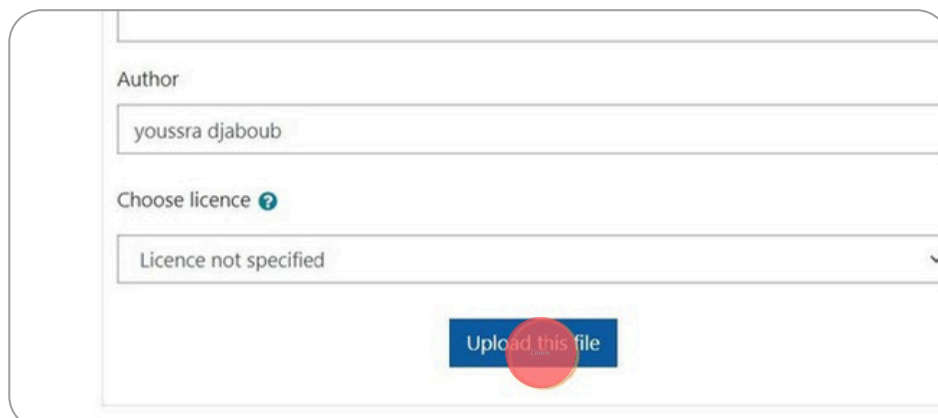 Author
youssra djaboub
Choose licence ?
Licence not specified
Upload this file